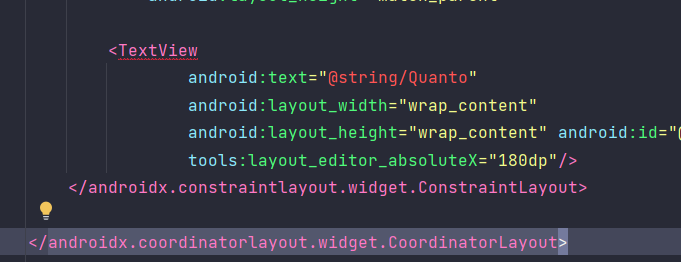 android:layout_height="match_parent"
<TextView
android:text="@string/Quanto"
android:layout_width="wrap_content"
android:layout_height="wrap_content" android:id="@
tools:layout_editor_absoluteX="180dp"/>
</androidx.constraintlayout.widget.ConstraintLayout>
</androidx.coordinatorlayout.widget.CoordinatorLayout>